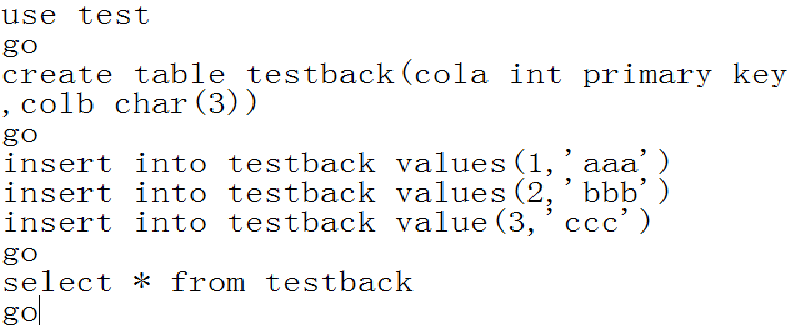 use test
go
create table testback(cola int primary key
,colb char(3))
go
insert into testback values(1,'aaa')
insert into testback values(2,'bbb')
insert into testback value(3,'ccc')
go
select * from testback
go